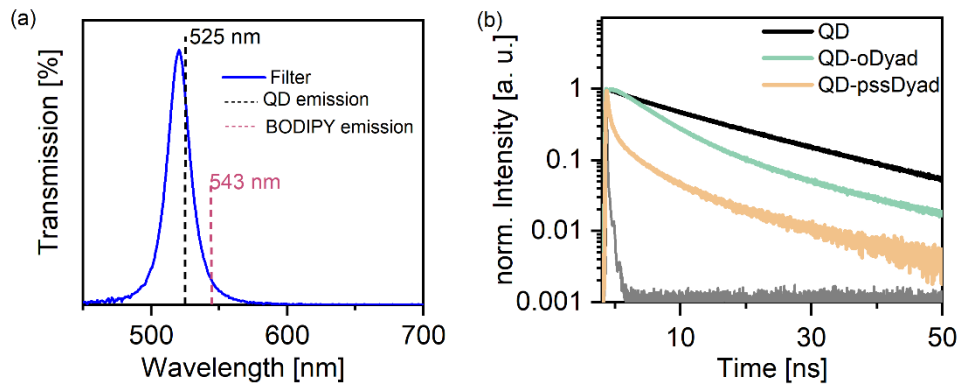 (a)
525 nm
Filter
QD emission
BODIPY emission
543 nm
Transmission [%]
500
600
700
Wavelength [nm]
(b)
QD
QD-oDyad
QD-pssDyad
norm. Intensity [a. u.]
1
0.1
0.01
0.001
10
30
50
Time [ns]